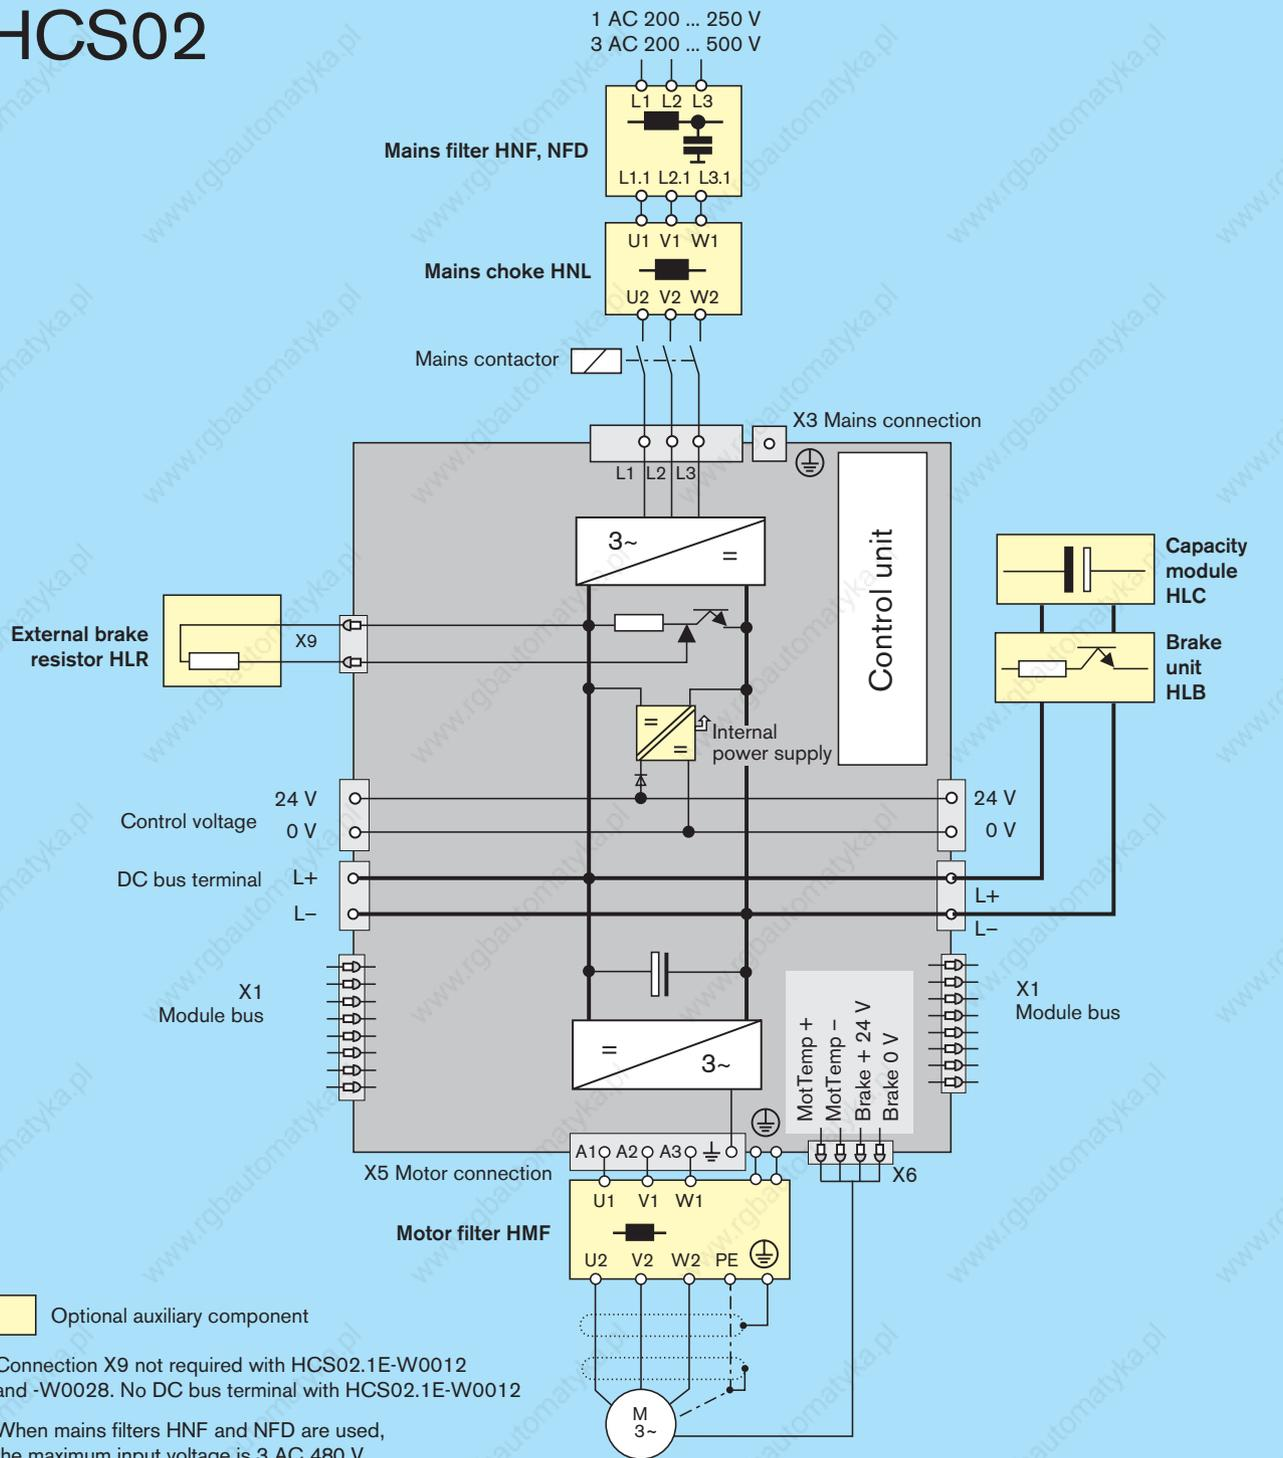 HCS02
1 AC 200 ... 250 V
3 AC 200 ... 500 V
L1 L2 L3
Mains filter HNF, NFD
L1.1 L2.1 L3.1
U1 V1 W1
Mains choke HNL
U2 V2 W2
Mains contactor
X3 Mains connection
L1 L2 L3
3~
=
Control unit
Capacity
module
HLC
External brake
resistor HLR
X9
Brake
unit
HLB
=
=
Internal
power supply
Control voltage
24 V
0 V
24 V
0 V
DC bus terminal
L+
L–
L+
L–
X1
Module bus
X1
Module bus
=
3~
MotTemp +
MotTemp –
Brake + 24 V
Brake 0 V
A1 A2 A3
X5 Motor connection
X6
U1 V1 W1
Motor filter HMF
U2 V2 W2 PE
Optional auxiliary component
Connection X9 not required with HCS02.1E-W0012
and -W0028. No DC bus terminal with HCS02.1E-W0012
When mains filters HNF and NFD are used,
the maximum input voltage is 3 AC 480 V
M
3~
www.rgbautomatyka.pl